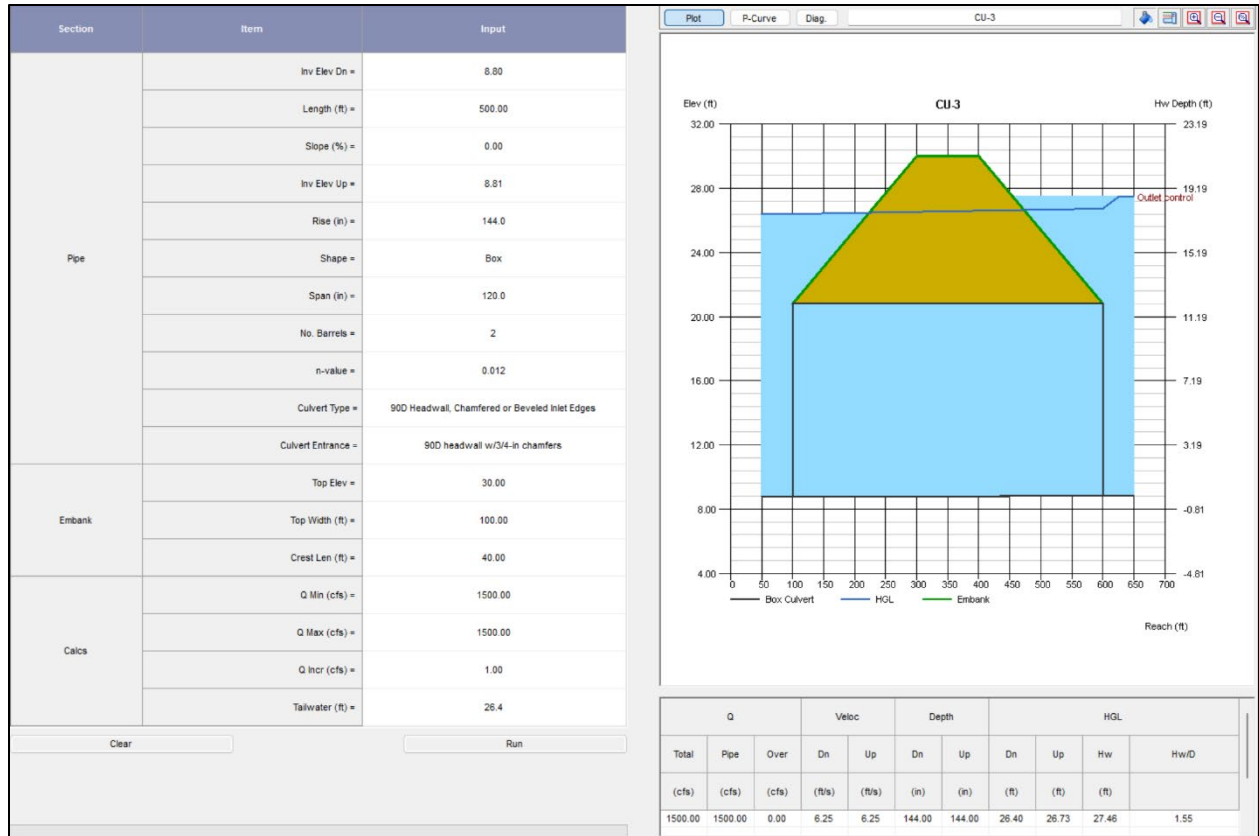 Section Item Input
Inv Elev Dn = 8.80
Length (ft) = 500.00
Slope (%) = 0.00
Inv Elev Up = 8.81
Rise (in) = 144.0
Pipe Shape = Box
Span (in) = 120.0
No. Barrels = 2
n-value = 0.012
Culvert Type = 90D Headwall, Chamfered or Beveled Inlet Edges
Culvert Entrance = 90D headwall w/3/4-in chamfers
Top Elev = 30.00
Embank Top Width (ft) = 100.00
Crest Len (ft) = 40.00
Q Min (cfs) = 1500.00
Calcs Q Max (cfs) = 1500.00
Q Incr (cfs) = 1.00
Tailwater (ft) = 26.4
Clear Run
Plot P-Curve Diag. CU-3
Elev (ft) CU-3 Hw Depth (ft)
32.00 23.19
28.00 19.19
Outlet control
24.00 15.19
20.00 11.19
16.00 7.19
12.00 3.19
8.00 -0.81
4.00 -4.81
0 50 100 150 200 250 300 350 400 450 500 550 600 650 700
Box Culvert HGL Embank
Reach (ft)
Q Veloc Depth HGL
Total Pipe Over Dn Up Dn Up Dn Up Hw Hw/D
(cfs) (cfs) (cfs) (ft/s) (ft/s) (in) (in) (ft) (ft) (ft)
1500.00 1500.00 0.00 6.25 6.25 144.00 144.00 26.40 26.73 27.46 1.55